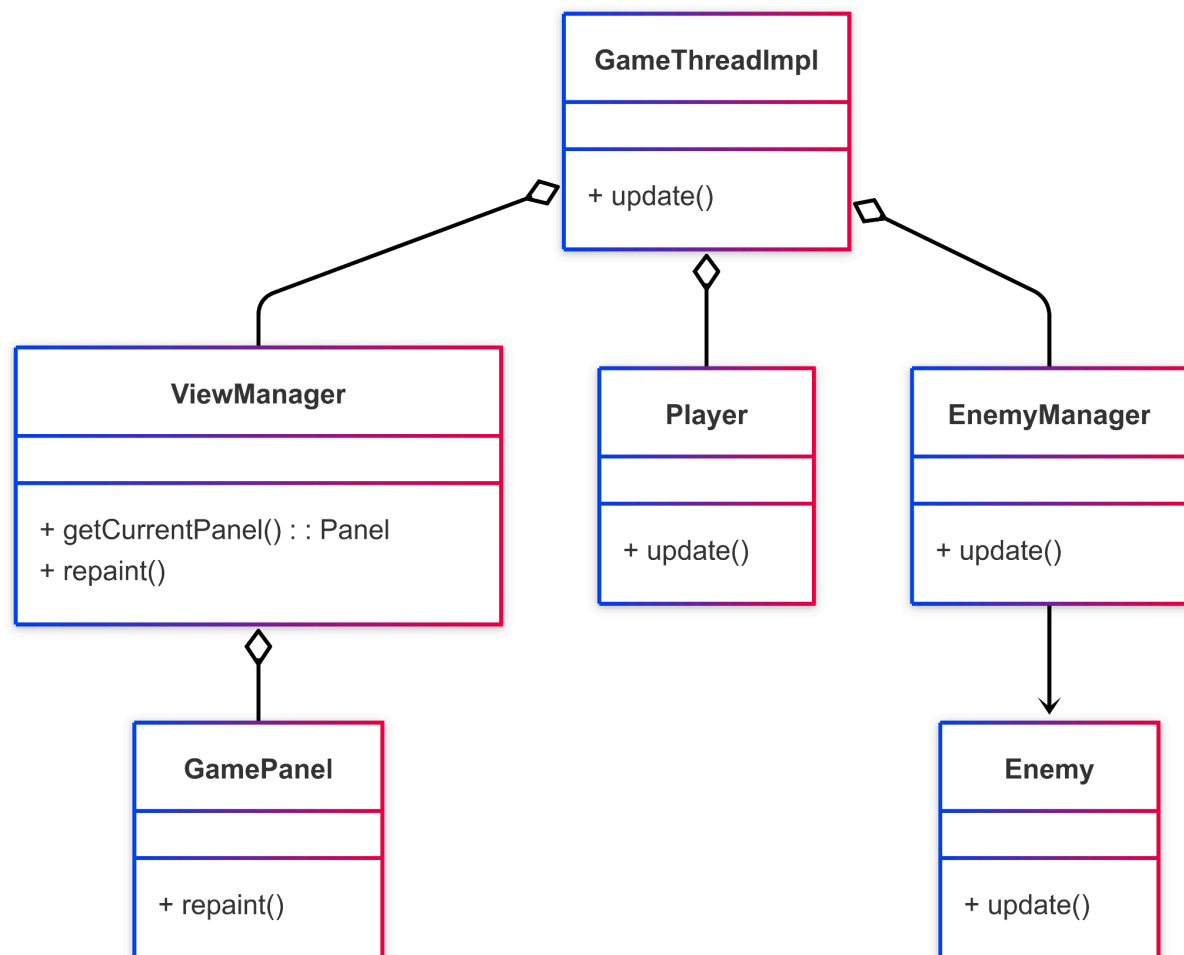 GameThreadImpl
+ update()
ViewManager
+ getCurrentPanel() : : Panel
+ repaint()
Player
+ update()
EnemyManager
+ update()
GamePanel
+ repaint()
Enemy
+ update()